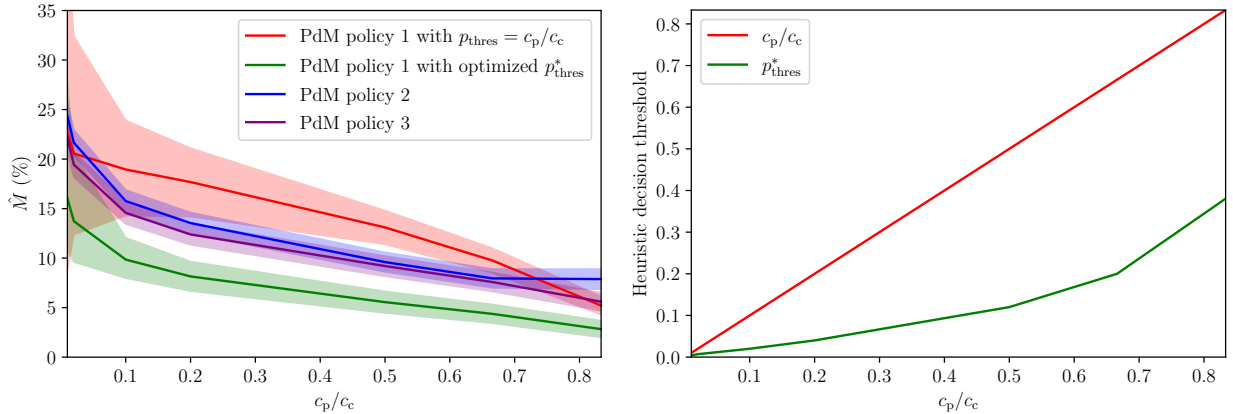 35
30
25
20
15
10
5
0
M̂ (%)
PdM policy 1 with p_thres = c_p/c_c
PdM policy 1 with optimized p*_thres
PdM policy 2
PdM policy 3
0.1 0.2 0.3 0.4 0.5 0.6 0.7 0.8
c_p/c_c
0.8
0.7
0.6
0.5
0.4
0.3
0.2
0.1
0.0
Heuristic decision threshold
c_p/c_c
p*_thres
0.1 0.2 0.3 0.4 0.5 0.6 0.7 0.8
c_p/c_c